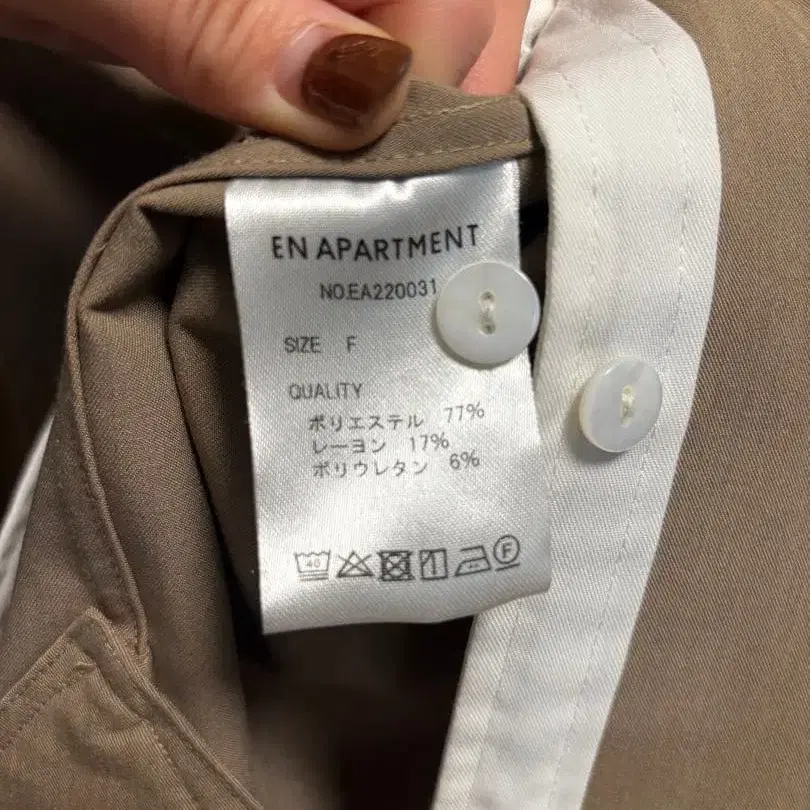 EN APARTMENT
NO.EA220031
SIZE F
QUALITY
ポリエステル 77%
レーヨン 17%
ポリウレタン 6%
40
F